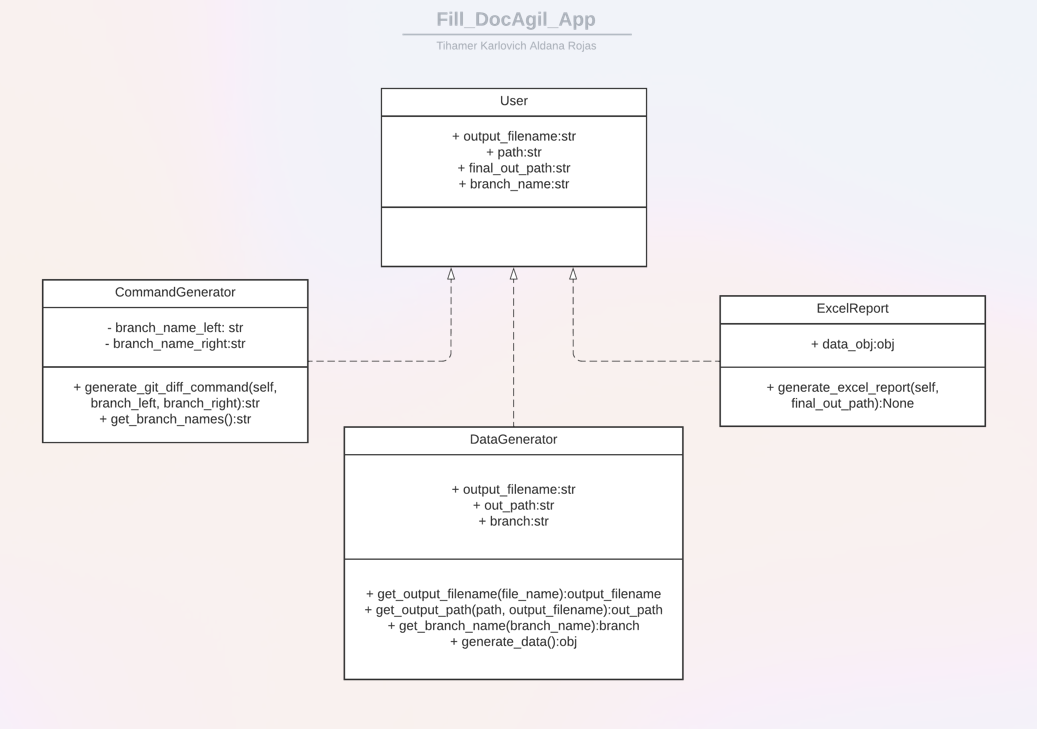 Fill_DocAgil_App
Tihamer Karlovich Aldana Rojas
User
+ output_filename:str
+ path:str
+ final_out_path:str
+ branch_name:str
CommandGenerator
- branch_name_left: str
- branch_name_right:str
+ generate_git_diff_command(self,
branch_left, branch_right):str
+ get_branch_names():str
ExcelReport
+ data_obj:obj
+ generate_excel_report(self,
final_out_path):None
DataGenerator
+ output_filename:str
+ out_path:str
+ branch:str
+ get_output_filename(file_name):output_filename
+ get_output_path(path, output_filename):out_path
+ get_branch_name(branch_name):branch
+ generate_data():obj